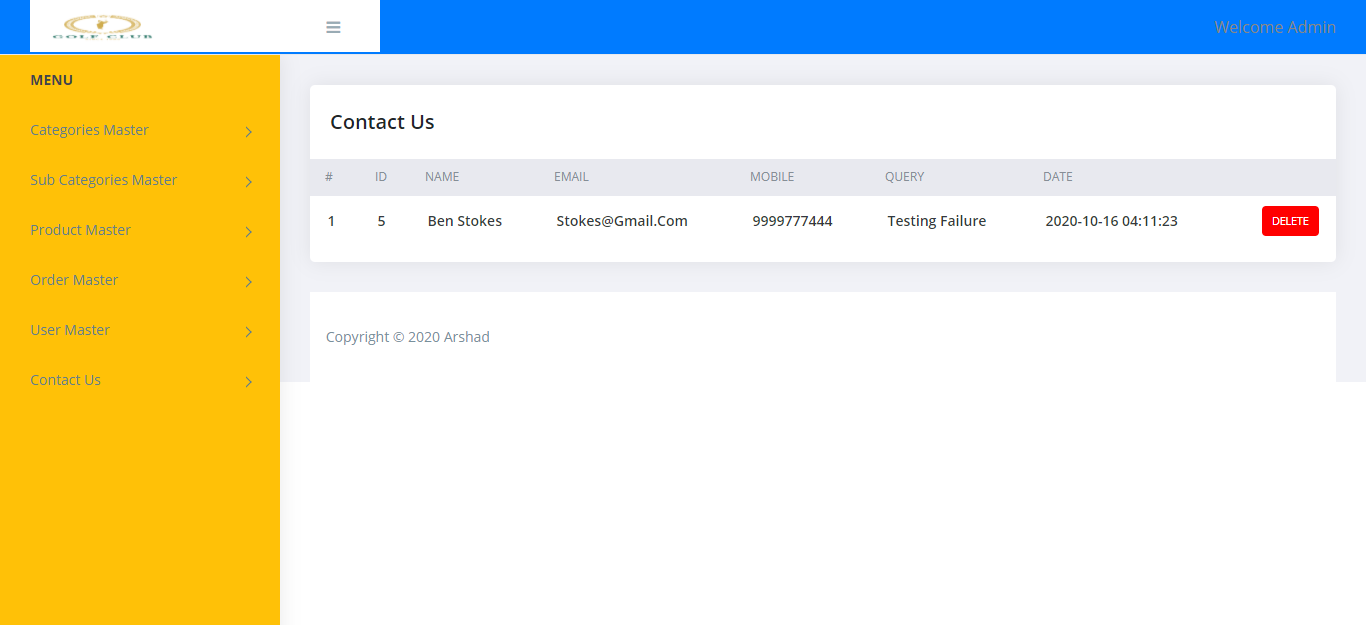 GOLF CLUB
Welcome Admin
MENU
Categories Master
Sub Categories Master
Product Master
Order Master
User Master
Contact Us
Contact Us
# ID NAME EMAIL MOBILE QUERY DATE
1 5 Ben Stokes Stokes@Gmail.Com 9999777444 Testing Failure 2020-10-16 04:11:23 DELETE
Copyright © 2020 Arshad